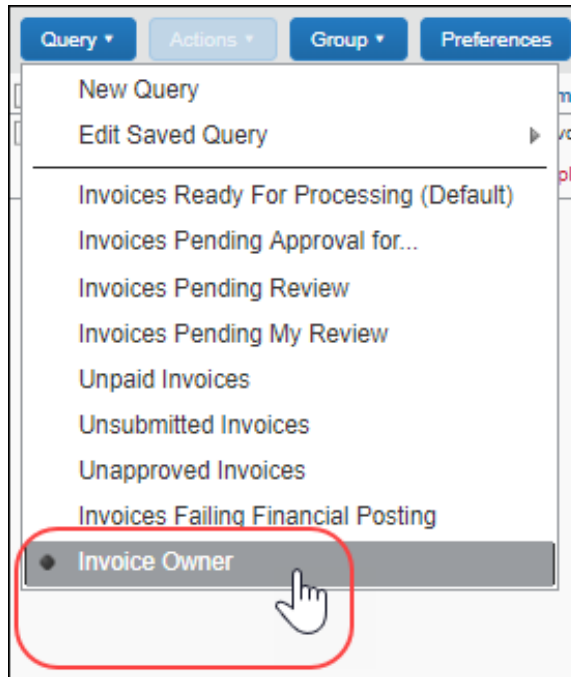 Query Actions Group Preferences
New Query
Edit Saved Query
Invoices Ready For Processing (Default)
Invoices Pending Approval for...
Invoices Pending Review
Invoices Pending My Review
Unpaid Invoices
Unsubmitted Invoices
Unapproved Invoices
Invoices Failing Financial Posting
Invoice Owner